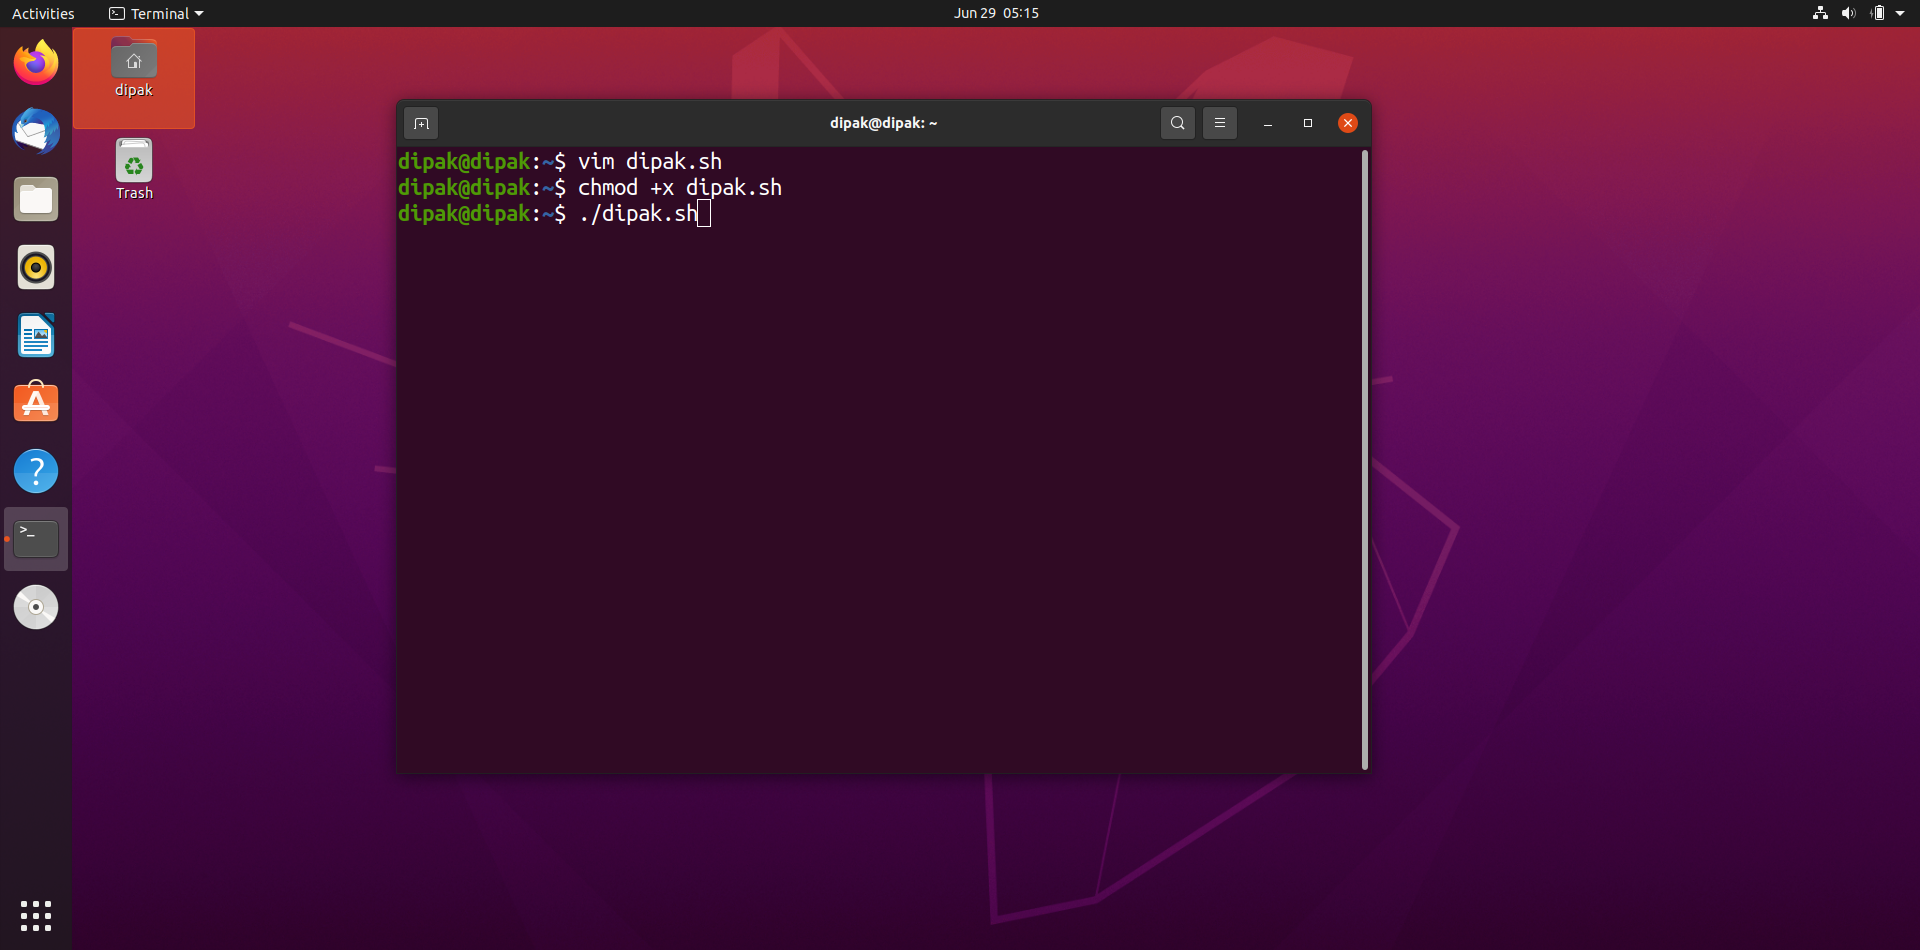 Activities Terminal Jun 29 05:15
dipak
Trash
dipak@dipak: ~
dipak@dipak:~$ vim dipak.sh
dipak@dipak:~$ chmod +x dipak.sh
dipak@dipak:~$ ./dipak.sh
>_
?